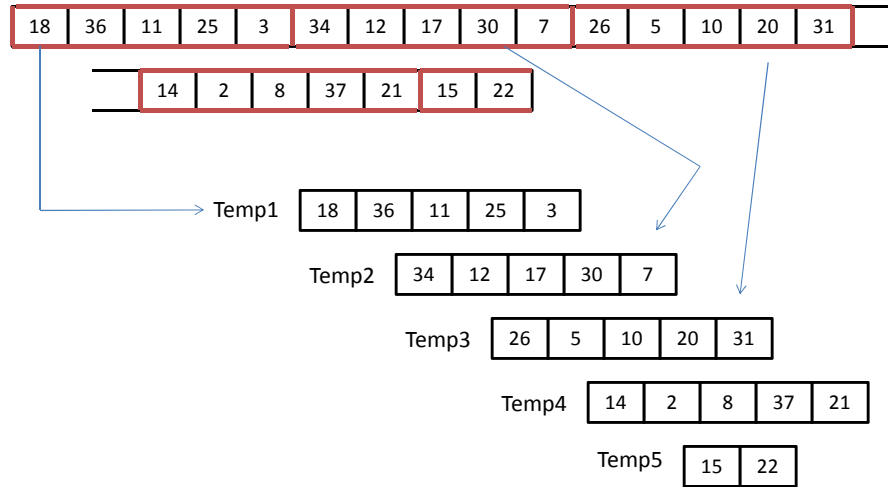 18 36 11 25 3 34 12 17 30 7 26 5 10 20 31
14 2 8 37 21 15 22
Temp1 18 36 11 25 3
Temp2 34 12 17 30 7
Temp3 26 5 10 20 31
Temp4 14 2 8 37 21
Temp5 15 22